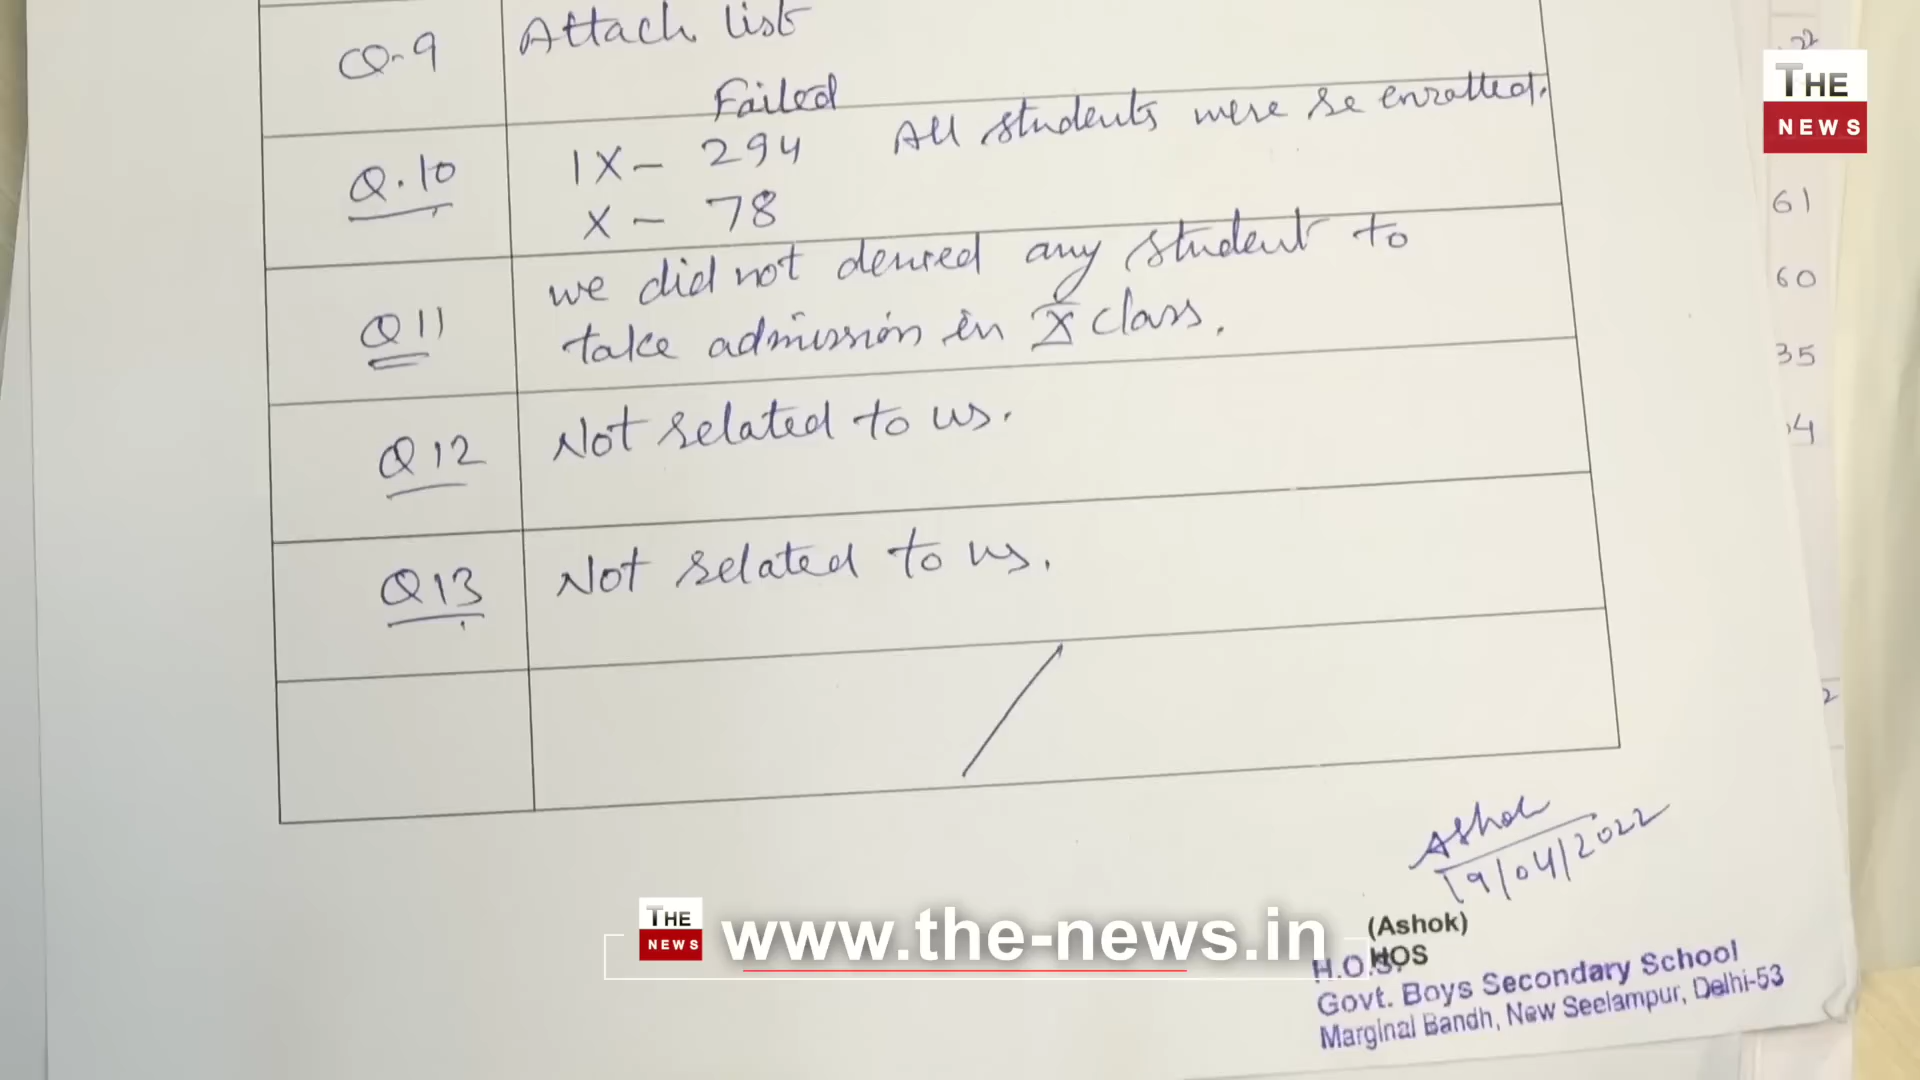 Q-9 Attach list
Failed
Q.10 IX - 294 All students were re enrolled.
X - 78
Q11 we did not denied any student to
take admission in X class.
Q12 Not related to us.
Q13 Not related to us.
Ashok
19/04/2022
(Ashok)
HOS
H.O.S.
Govt. Boys Secondary School
Marginal Bandh, New Seelampur, Delhi-53
22
61
60
35
4
2
THE
NEWS
THE
NEWS
www.the-news.in